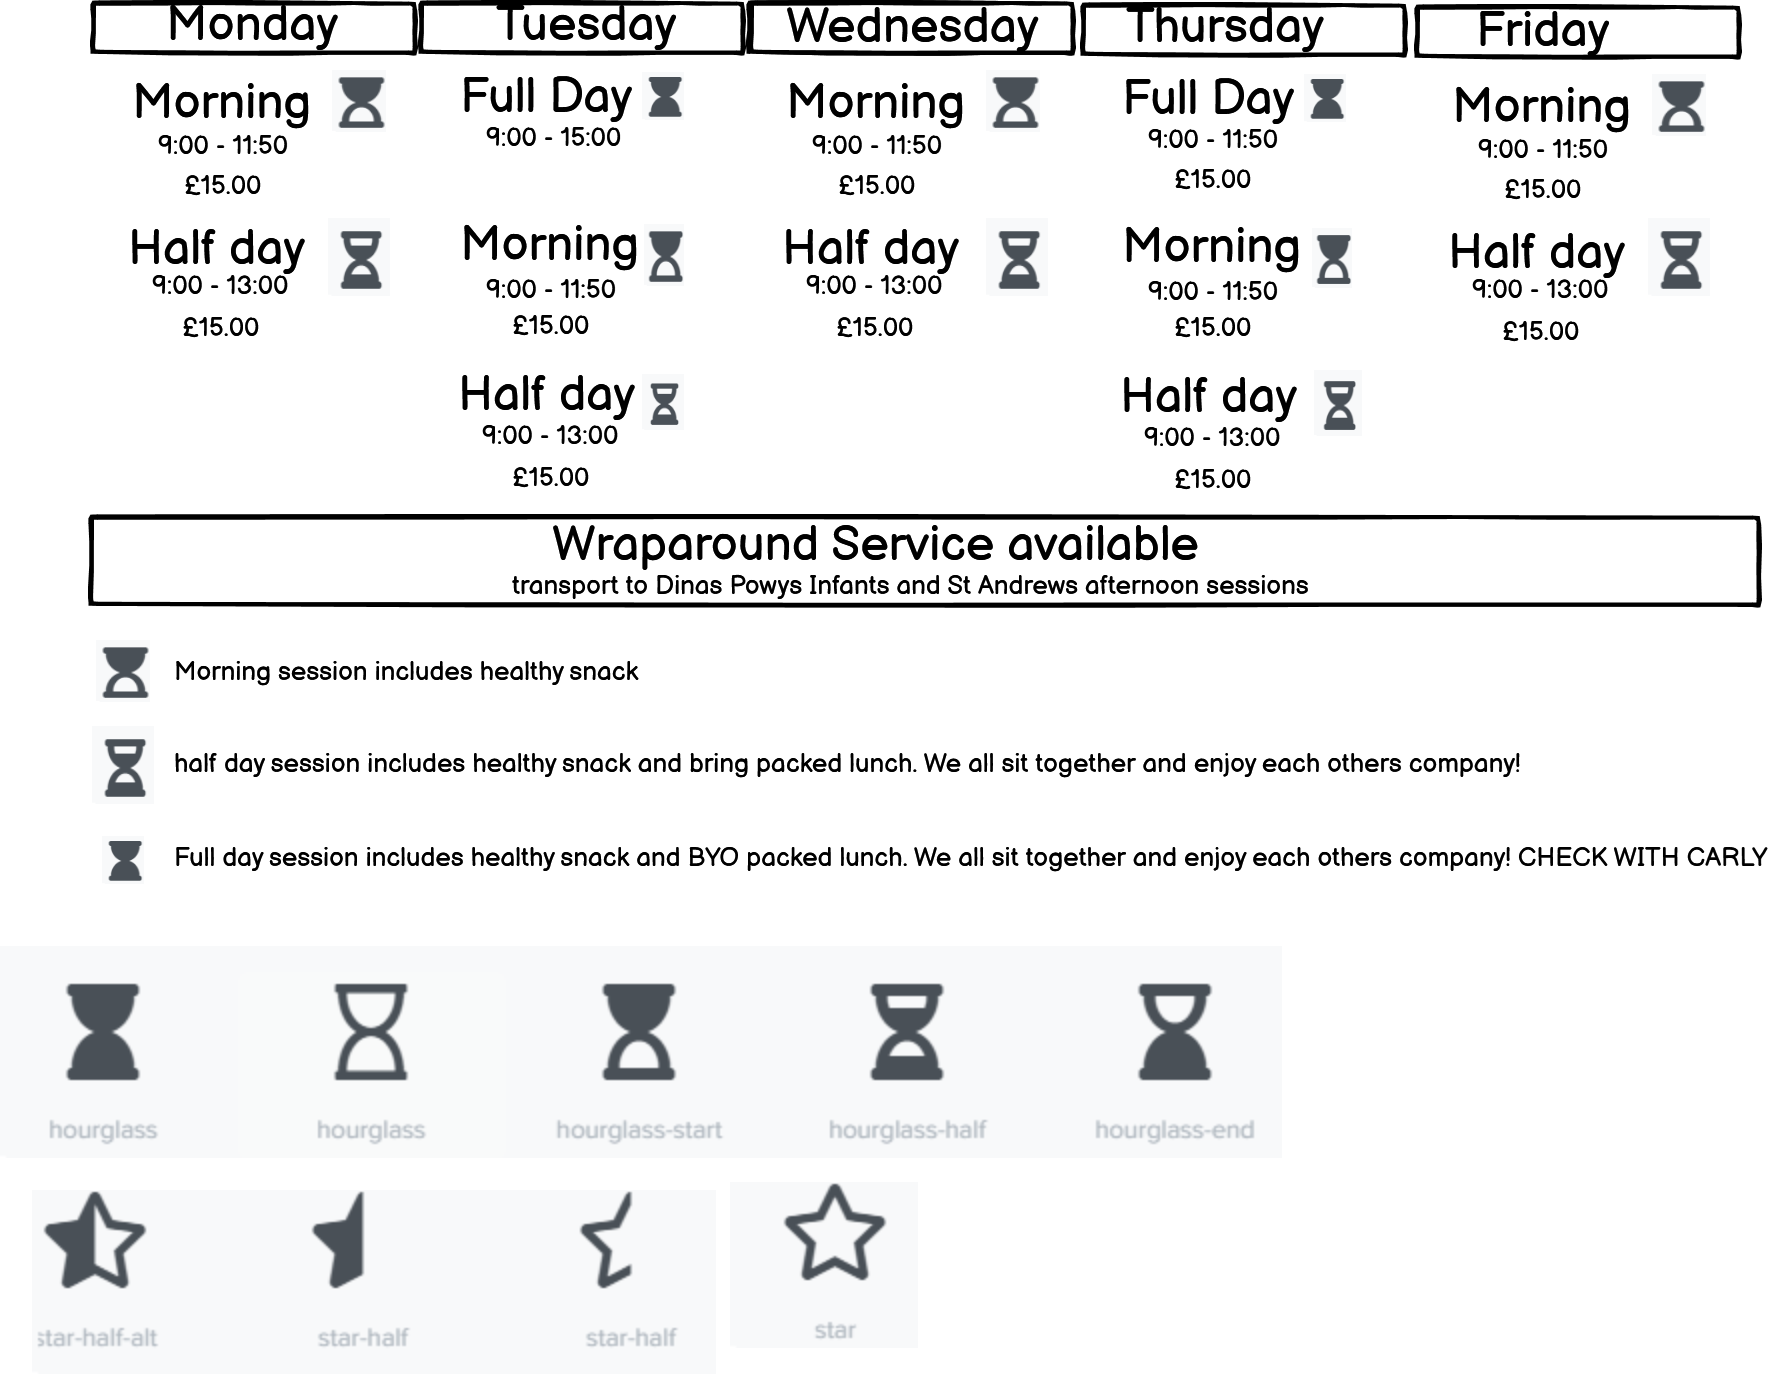 Monday Tuesday Wednesday Thursday Friday
Morning
9:00 - 11:50
£15.00
Half day
9:00 - 13:00
£15.00
Full Day
9:00 - 15:00
Morning
9:00 - 11:50
£15.00
Half day
9:00 - 13:00
£15.00
Morning
9:00 - 11:50
£15.00
Half day
9:00 - 13:00
£15.00
Full Day
9:00 - 11:50
£15.00
Morning
9:00 - 11:50
£15.00
Half day
9:00 - 13:00
£15.00
Morning
9:00 - 11:50
£15.00
Half day
9:00 - 13:00
£15.00
Wraparound Service available
transport to Dinas Powys Infants and St Andrews afternoon sessions
Morning session includes healthy snack
half day session includes healthy snack and bring packed lunch. We all sit together and enjoy each others company!
Full day session includes healthy snack and BYO packed lunch. We all sit together and enjoy each others company! CHECK WITH CARLY
hourglass hourglass hourglass-start hourglass-half hourglass-end
star-half-alt star-half star-half star